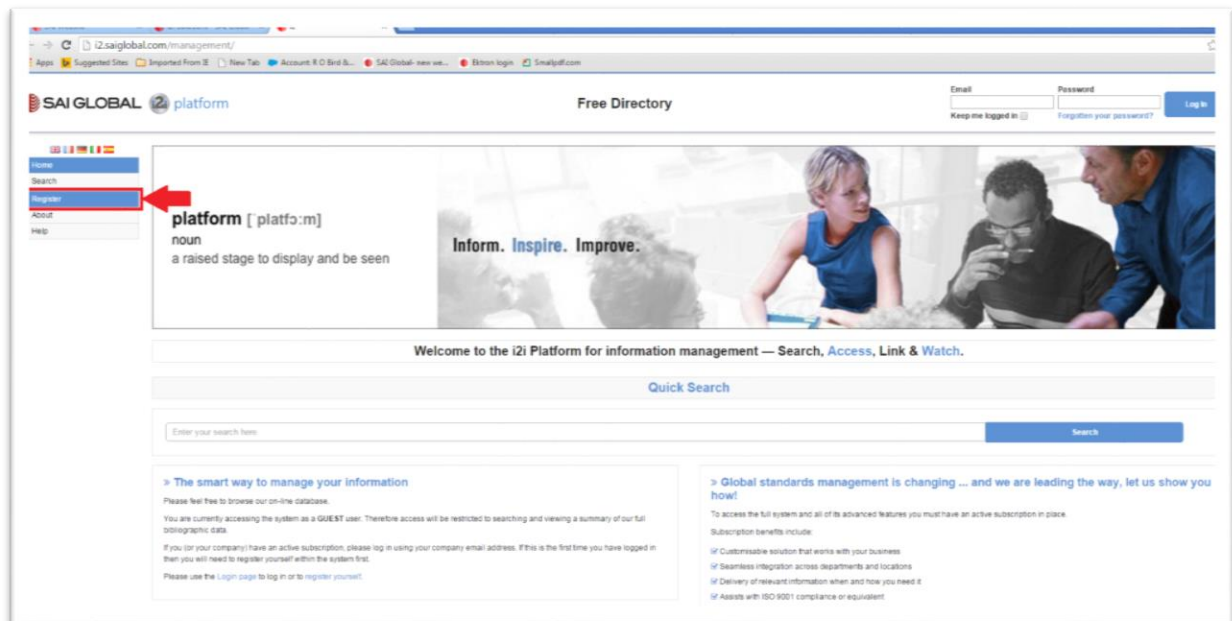 i2.saiglobal.com/management/
Apps Suggested Sites Imported From IE New Tab Account: R.O Bird &... SAI Global- new we... Ektron login Smallpdf.com
SAI GLOBAL i2i platform
Free Directory
Email
Password
Log In
Keep me logged in
Forgotten your password?
Home
Search
Register
About
Help
platform [ˈplatfɔːm]
noun
a raised stage to display and be seen
Inform. Inspire. Improve.
Welcome to the i2i Platform for information management — Search, Access, Link & Watch.
Quick Search
Enter your search here
Search
» The smart way to manage your information
Please feel free to browse our on-line database.
You are currently accessing the system as a GUEST user. Therefore access will be restricted to searching and viewing a summary of our full
bibliographic data.
If you (or your company) have an active subscription, please log in using your company email address. If this is the first time you have logged in
then you will need to register yourself within the system first.
Please use the Login page to log in or to register yourself.
» Global standards management is changing ... and we are leading the way, let us show you
how!
To access the full system and all of its advanced features you must have an active subscription in place.
Subscription benefits include:
Customisable solution that works with your business
Seamless integration across departments and locations
Delivery of relevant information when and how you need it
Assists with ISO 9001 compliance or equivalent